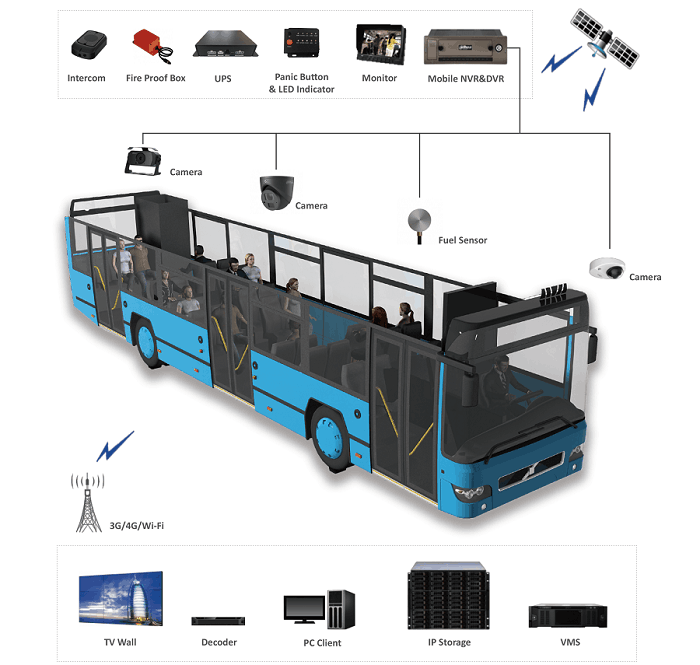 Intercom
Fire Proof Box
UPS
Panic Button
& LED Indicator
Monitor
Mobile NVR&DVR
Camera
Camera
Fuel Sensor
Camera
3G/4G/Wi-Fi
TV Wall
Decoder
PC Client
IP Storage
VMS